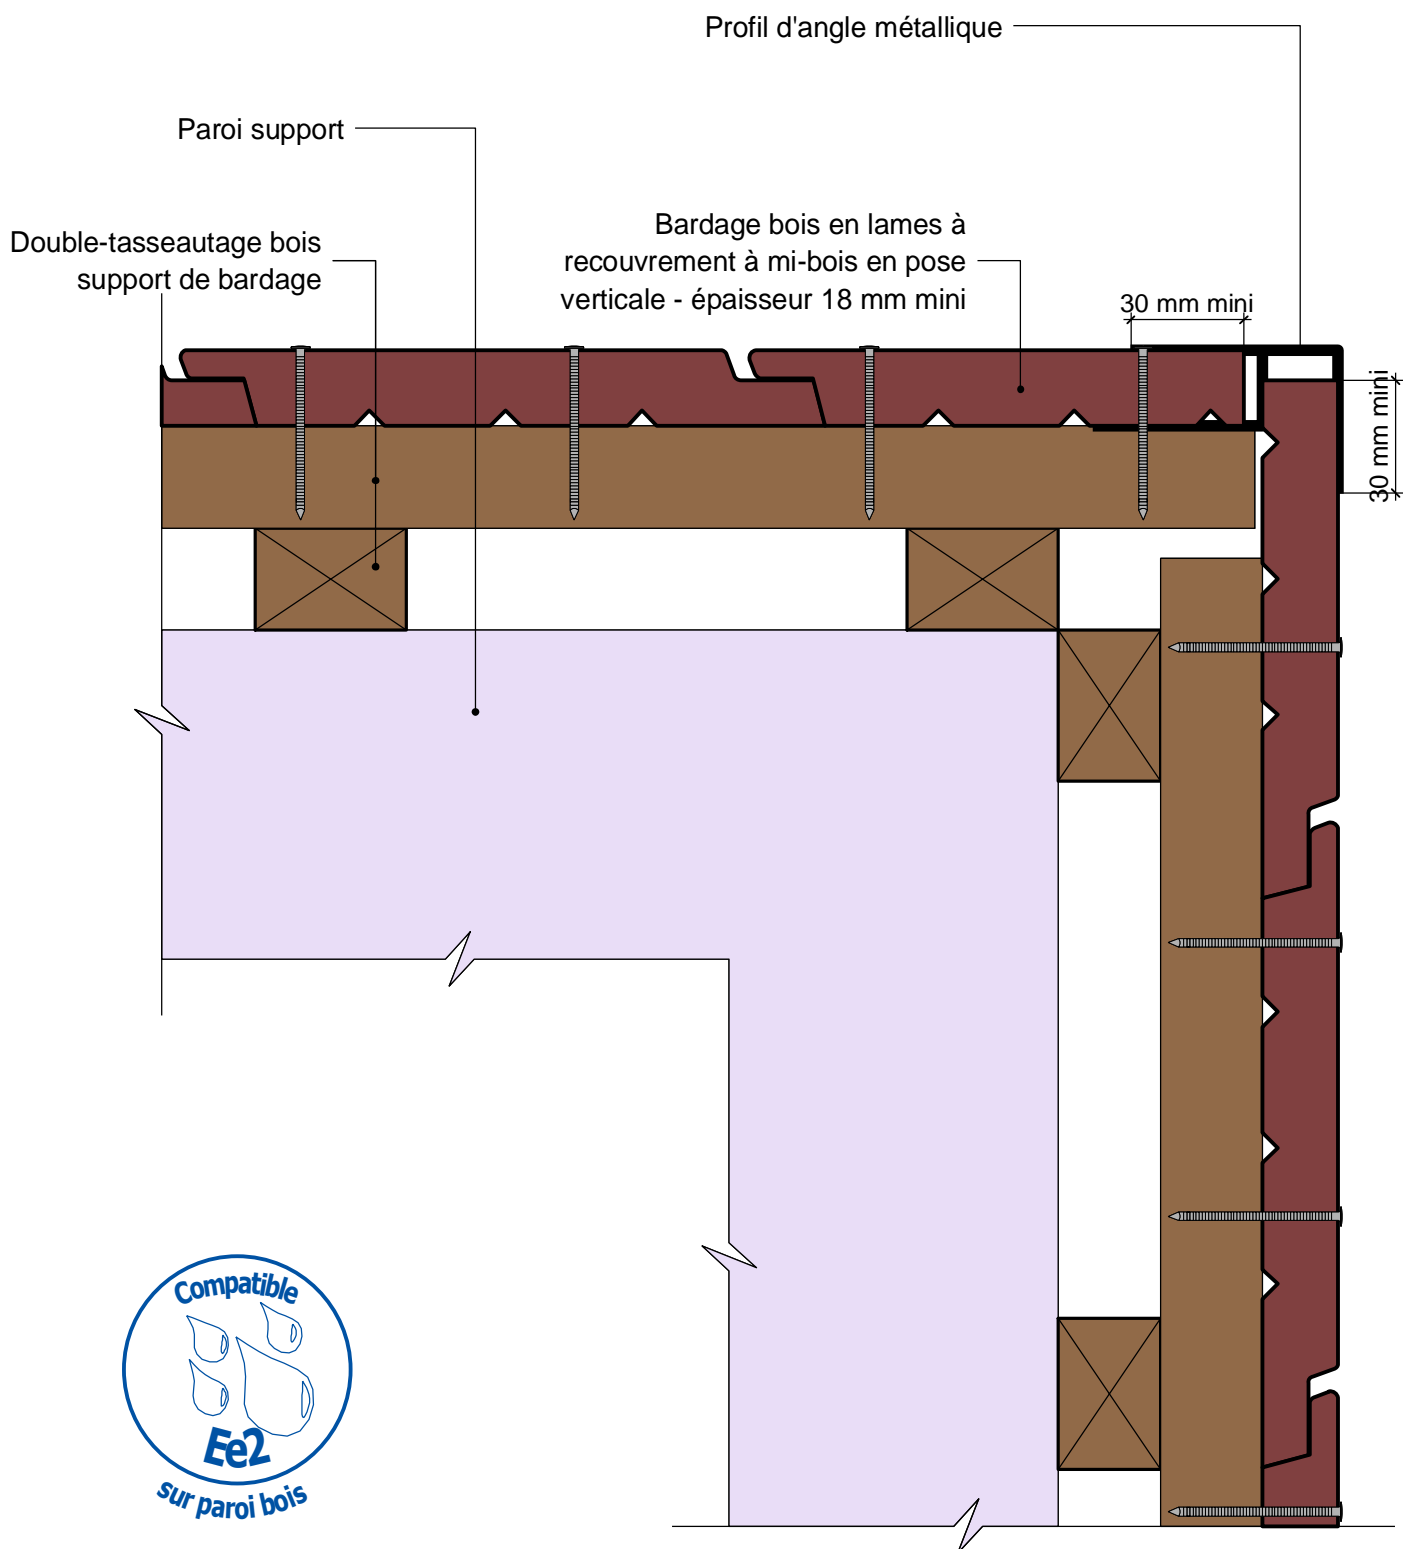 Profil d'angle métallique
Paroi support
Double-tasseautage bois
support de bardage
Bardage bois en lames à
recouvrement à mi-bois en pose
verticale - épaisseur 18 mm mini
30 mm mini
30 mm mini
Compatible
Ee2
sur paroi bois